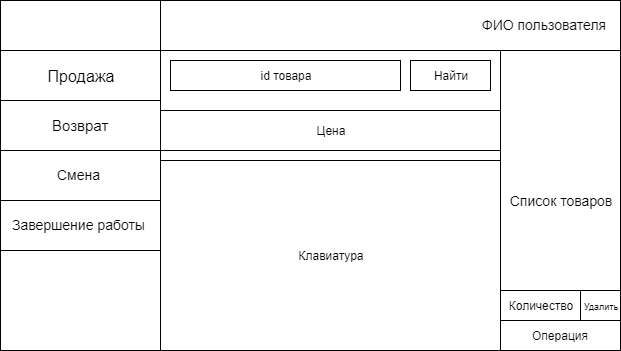 ФИО пользователя
Продажа
id товара
Найти
Возврат
Цена
Смена
Список товаров
Завершение работы
Клавиатура
Количество
Удалить
Операция